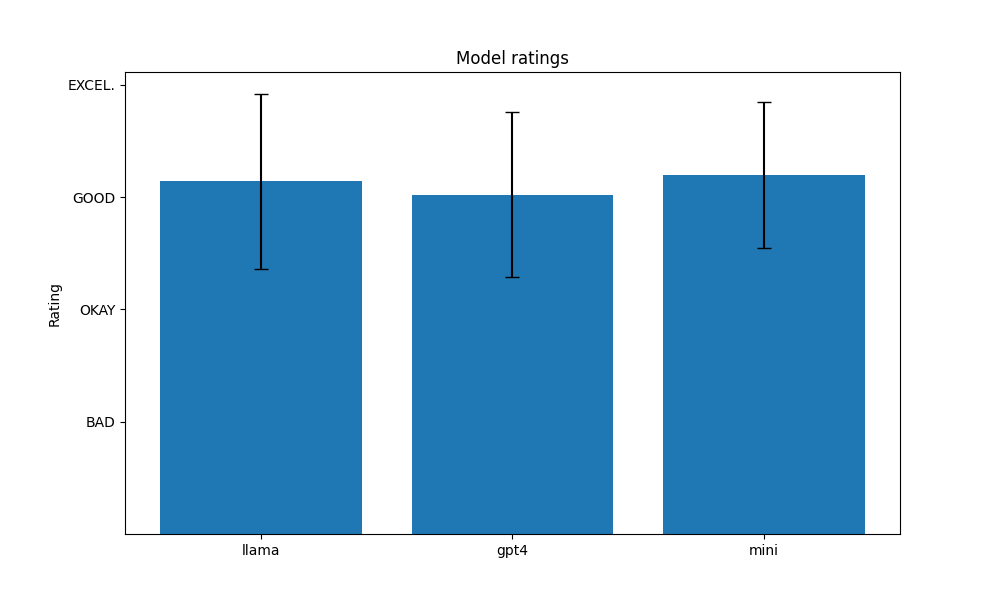 Model ratings
EXCEL.
GOOD
OKAY
BAD
Rating
llama
gpt4
mini